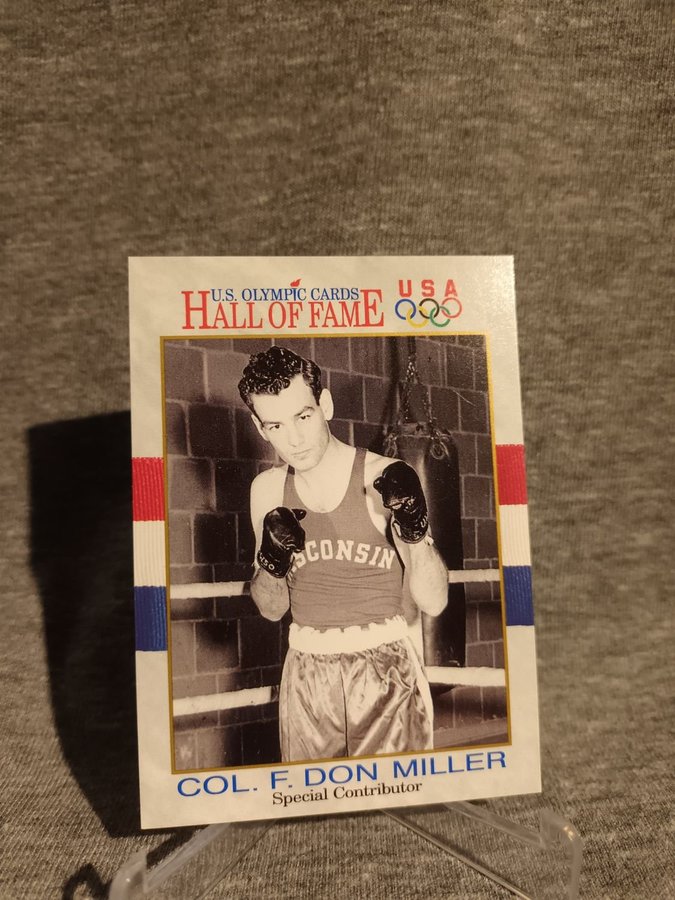 U.S. OLYMPIC CARDS
HALL OF FAME
USA
SCONSIN
COL. F. DON MILLER
Special Contributor